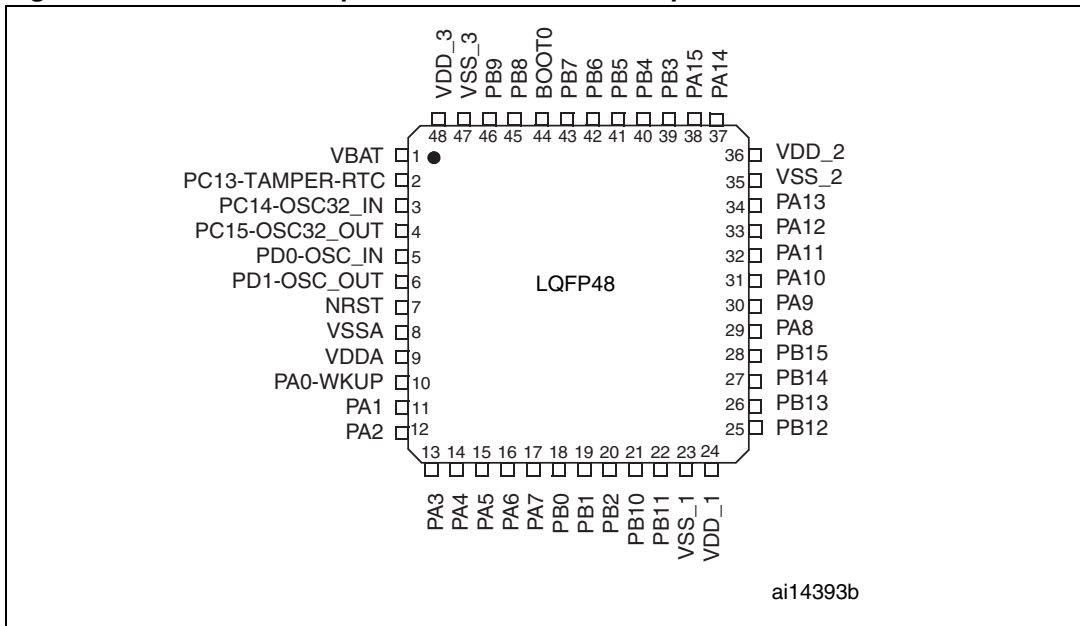 VDD_3
VSS_3
PB9
PB8
BOOT0
PB7
PB6
PB5
PB4
PB3
PA15
PA14
48 47 46 45 44 43 42 41 40 39 38 37
VBAT 1
PC13-TAMPER-RTC 2
PC14-OSC32_IN 3
PC15-OSC32_OUT 4
PD0-OSC_IN 5
PD1-OSC_OUT 6
NRST 7
VSSA 8
VDDA 9
PA0-WKUP 10
PA1 11
PA2 12
LQFP48
36 VDD_2
35 VSS_2
34 PA13
33 PA12
32 PA11
31 PA10
30 PA9
29 PA8
28 PB15
27 PB14
26 PB13
25 PB12
13 14 15 16 17 18 19 20 21 22 23 24
PA3
PA4
PA5
PA6
PA7
PB0
PB1
PB2
PB10
PB11
VSS_1
VDD_1
ai14393b